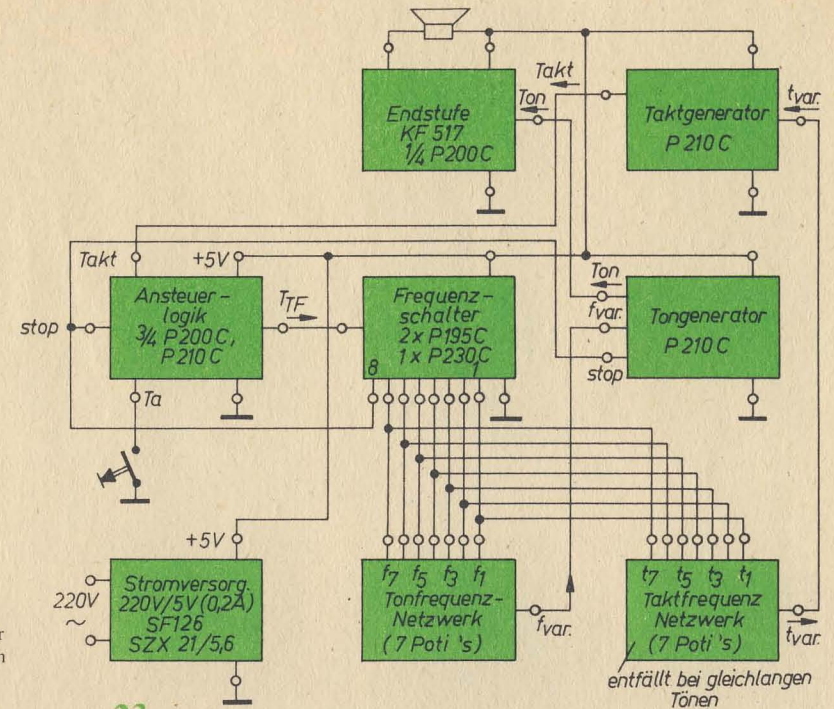 Takt
Endstufe
KF 517
1/4 P200C
Ton
Taktgenerator
P 210 C
tvar.
Takt
+5V
Ansteuer-
logik
3/4 P200C,
P210C
stop
TTF
Ta
Frequenz-
schalter
2 x P195C
1 x P230C
8
1
Ton
fvar.
stop
Tongenerator
P 210 C
+5V
220V
~
Stromversorg.
220V/5V(0,2A)
SF126
SZX 21/5,6
f7 f5 f3 f1
Tonfrequenz-
Netzwerk
(7 Poti 's)
fvar.
t7 t5 t3 t1
Taktfrequenz
Netzwerk
(7 Poti 's)
tvar.
entfällt bei gleichlangen
Tönen